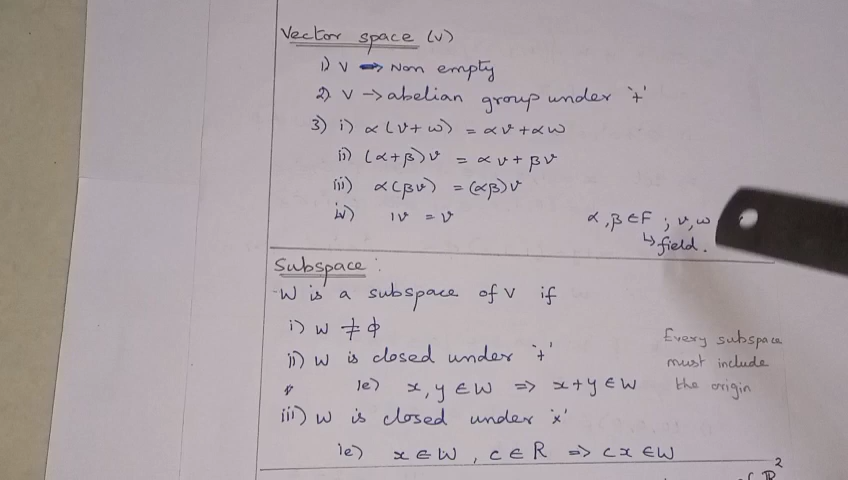 Vector space (v)
1) V → Non empty
2) V → abelian group under '+'
3) i) α(v+w) = αv+αw
ii) (α+β)v = αv+βv
iii) α(βv) = (αβ)v
iv) 1v = v
α,β∈F ; v,w
↳ field.
Subspace :
W is a subspace of V if
i) W ≠ ϕ
ii) W is closed under '+'
ie) x,y ∈ W ⇒ x+y ∈ W
iii) W is closed under 'x'
ie) x ∈ W , c ∈ R ⇒ cx ∈ W
Every subspace
must include
the origin